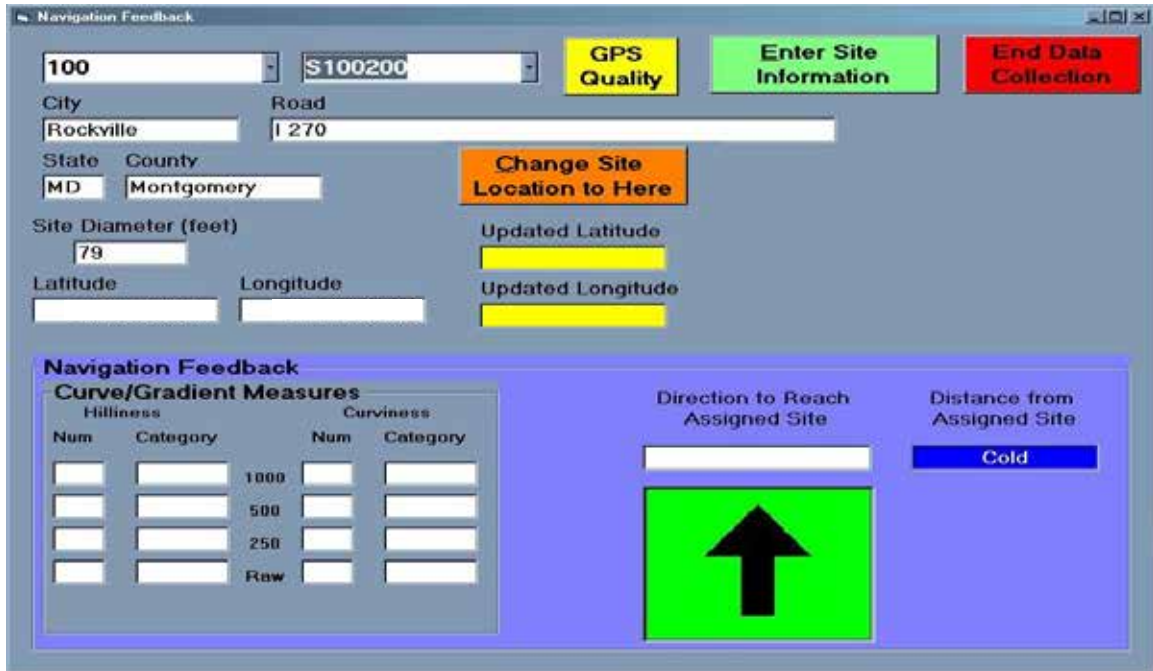 Navigation Feedback
100
S100200
GPS
Quality
Enter Site
Information
End Data
Collection
City
Road
Rockville
I 270
State
County
MD
Montgomery
Change Site
Location to Here
Site Diameter (feet)
79
Updated Latitude
Latitude
Longitude
Updated Longitude
Navigation Feedback
Curve/Gradient Measures
Hilliness
Curviness
Num
Category
Num
Category
1000
500
250
Raw
Direction to Reach
Assigned Site
Distance from
Assigned Site
Cold